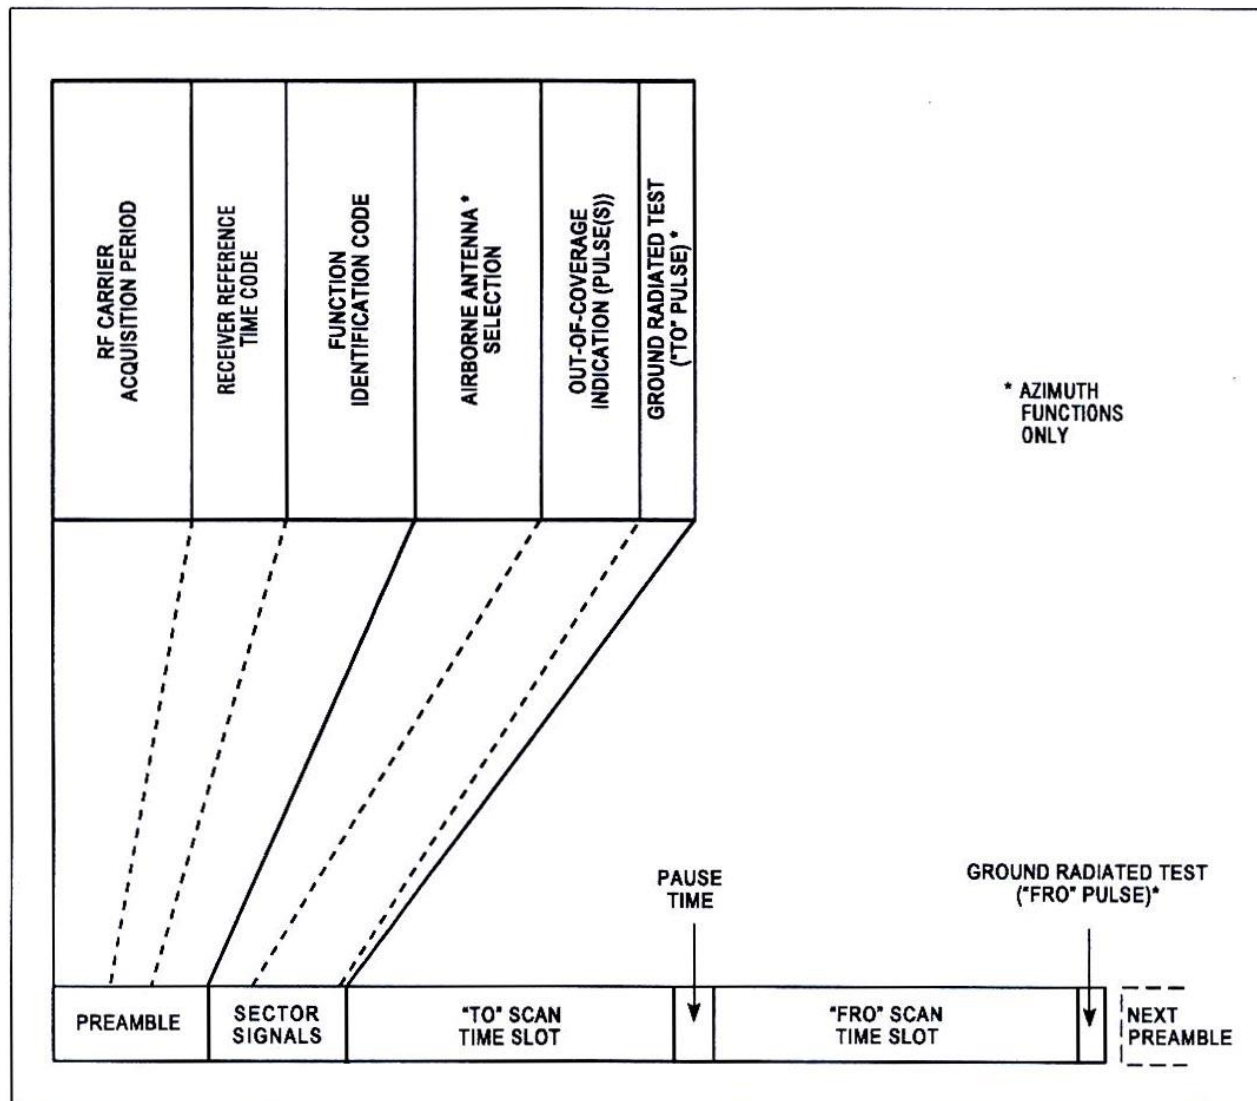 RF CARRIER
ACQUISITION PERIOD
RECEIVER REFERENCE
TIME CODE
FUNCTION
IDENTIFICATION CODE
AIRBORNE ANTENNA*
SELECTION
OUT-OF-COVERAGE
INDICATION (PULSE(S))
GROUND RADIATED TEST
("TO" PULSE)*
* AZIMUTH
FUNCTIONS
ONLY
PAUSE
TIME
GROUND RADIATED TEST
("FRO" PULSE)*
PREAMBLE
SECTOR
SIGNALS
"TO" SCAN
TIME SLOT
"FRO" SCAN
TIME SLOT
NEXT
PREAMBLE